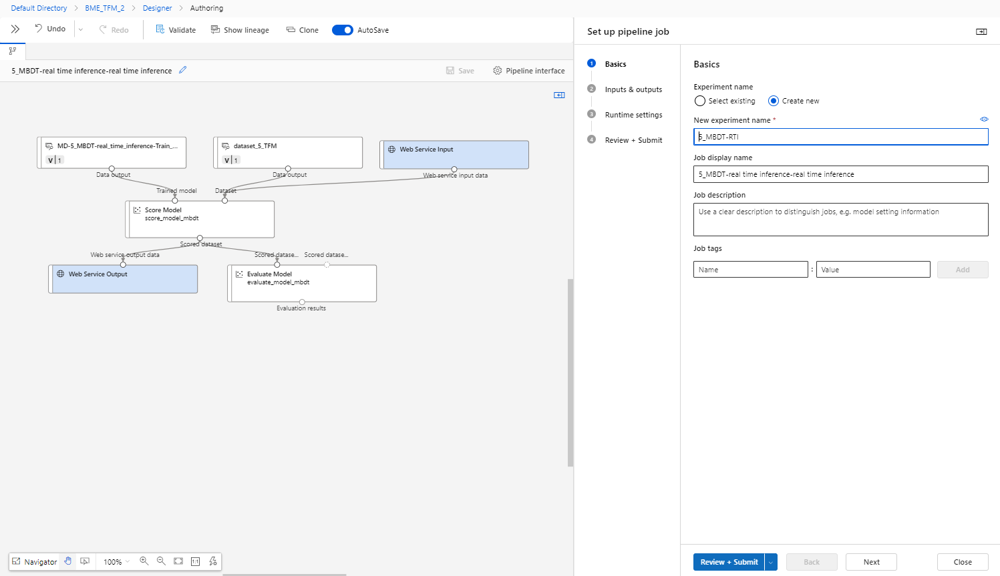 Default Directory > BME_TFM_2 > Designer > Authoring
Undo
Redo
Validate
Show lineage
Clone
AutoSave
5_MBDT-real time inference-real time inference
Save
Pipeline interface
MD-5_MBDT-real_time_inference-Train_...
V 1
Data output
dataset_5_TFM
V 1
Data output
Web Service Input
Web service input data
Trained model
Dataset
Score Model
score_model_mbdt
Scored dataset
Web service output data
Scored datase...
Scored datase...
Web Service Output
Evaluate Model
evaluate_model_mbdt
Evaluation results
Navigator
100%
1:1
Set up pipeline job
1 Basics
2 Inputs & outputs
3 Runtime settings
4 Review + Submit
Basics
Experiment name
Select existing
Create new
New experiment name *
5_MBDT-RTI
Job display name
5_MBDT-real time inference-real time inference
Job description
Use a clear description to distinguish jobs, e.g. model setting information
Job tags
Name : Value Add
Review + Submit
Back
Next
Close